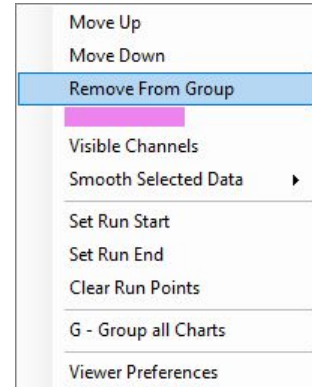 Move Up
Move Down
Remove From Group
Visible Channels
Smooth Selected Data
Set Run Start
Set Run End
Clear Run Points
G - Group all Charts
Viewer Preferences